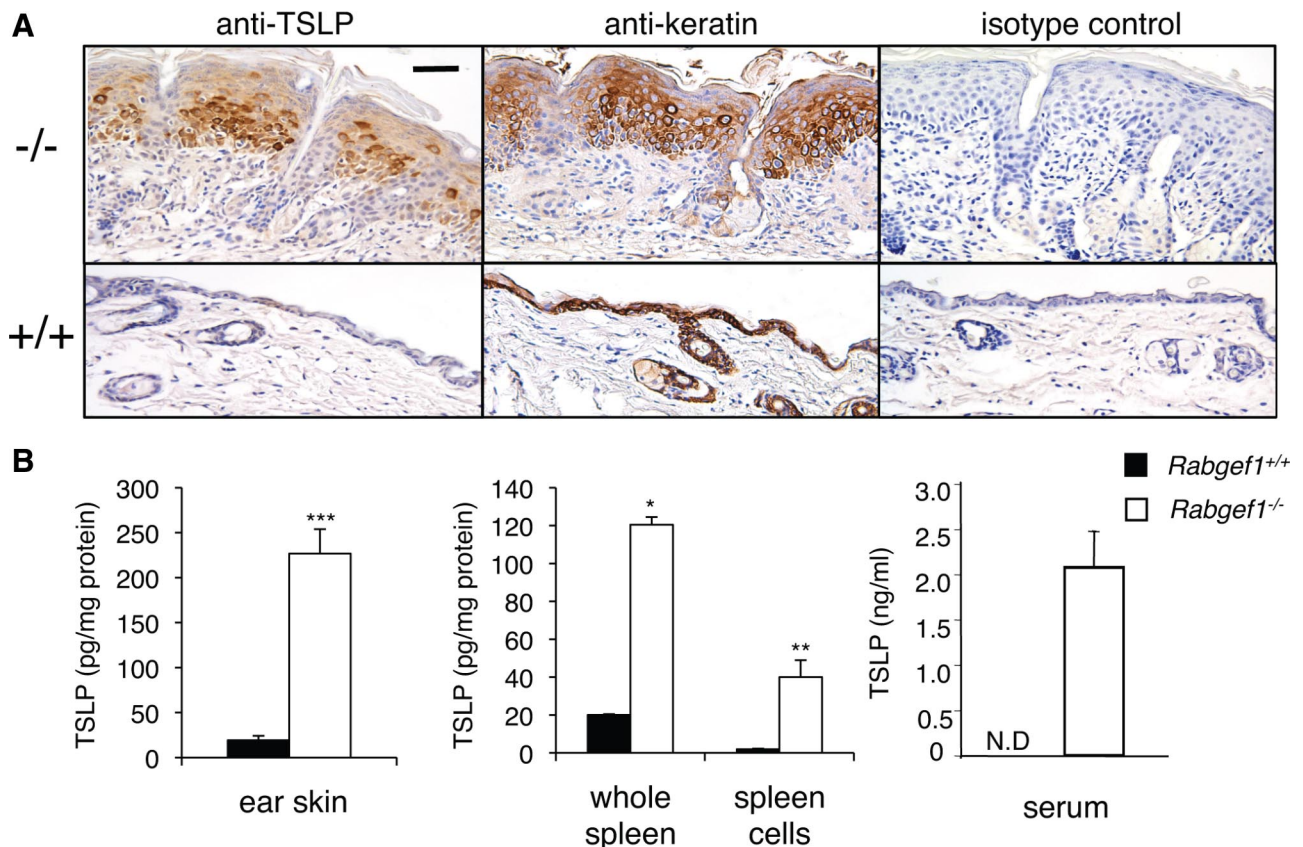 A
anti-TSLP
anti-keratin
isotype control
-/-
+/+
B
Rabgef1+/+
Rabgef1-/-
TSLP (pg/mg protein)
300
250
200
150
100
50
0
***
ear skin
TSLP (pg/mg protein)
140
120
100
80
60
40
20
0
*
**
whole
spleen
spleen
cells
TSLP (ng/ml)
3.0
2.5
2.0
1.5
1.0
0.5
0
N.D
serum